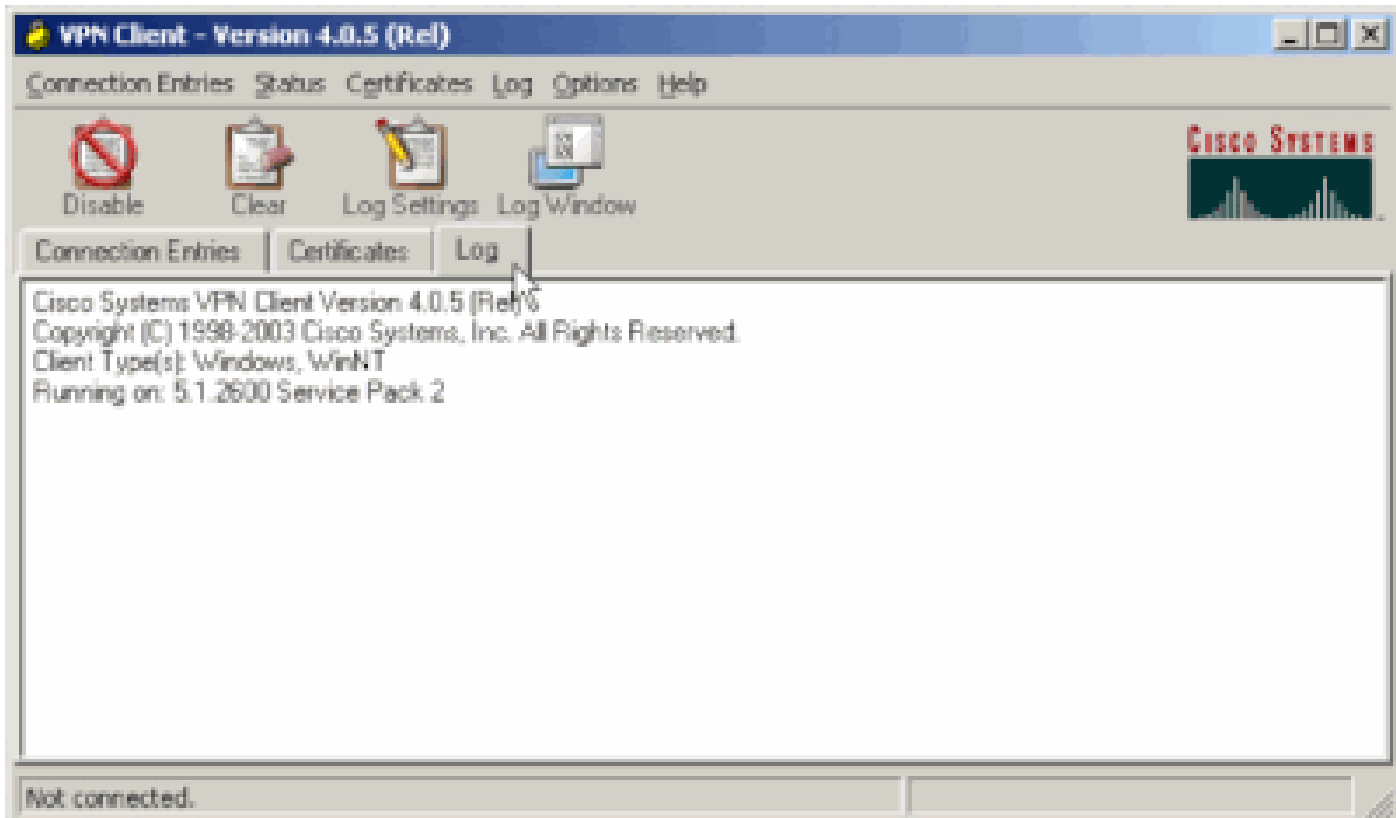 VPN Client - Version 4.0.5 (Rel)
Connection Entries Status Certificates Log Options Help
Disable Clear Log Settings Log Window
CISCO SYSTEMS
Connection Entries Certificates Log
Cisco Systems VPN Client Version 4.0.5 (Rel)
Copyright (C) 1998-2003 Cisco Systems, Inc. All Rights Reserved.
Client Type(s): Windows, WinNT
Running on: 5.1.2600 Service Pack 2
Not connected.